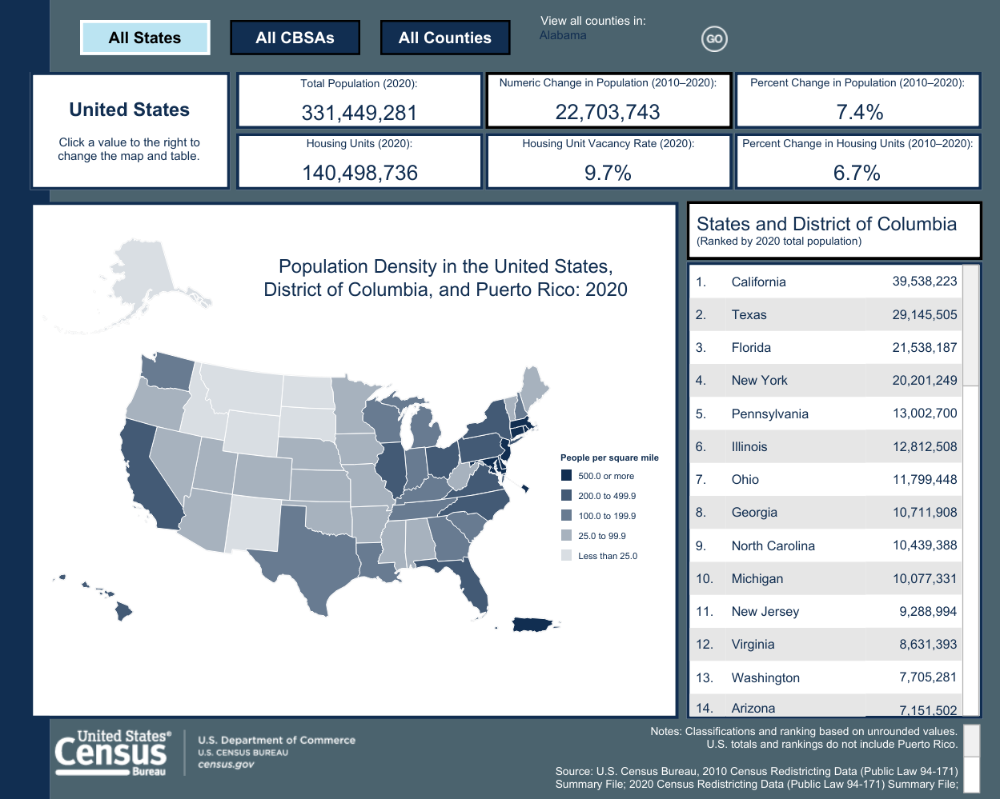 All States
All CBSAs
All Counties
View all counties in:
Alabama
GO
United States
Click a value to the right to
change the map and table.
Total Population (2020):
331,449,281
Numeric Change in Population (2010–2020):
22,703,743
Percent Change in Population (2010–2020):
7.4%
Housing Units (2020):
140,498,736
Housing Unit Vacancy Rate (2020):
9.7%
Percent Change in Housing Units (2010–2020):
6.7%
Population Density in the United States,
District of Columbia, and Puerto Rico: 2020
People per square mile
500.0 or more
200.0 to 499.9
100.0 to 199.9
25.0 to 99.9
Less than 25.0
States and District of Columbia
(Ranked by 2020 total population)
1. California 39,538,223
2. Texas 29,145,505
3. Florida 21,538,187
4. New York 20,201,249
5. Pennsylvania 13,002,700
6. Illinois 12,812,508
7. Ohio 11,799,448
8. Georgia 10,711,908
9. North Carolina 10,439,388
10. Michigan 10,077,331
11. New Jersey 9,288,994
12. Virginia 8,631,393
13. Washington 7,705,281
14. Arizona 7,151,502
United States®
Census
Bureau
U.S. Department of Commerce
U.S. CENSUS BUREAU
census.gov
Notes: Classifications and ranking based on unrounded values.
U.S. totals and rankings do not include Puerto Rico.
Source: U.S. Census Bureau, 2010 Census Redistricting Data (Public Law 94-171)
Summary File; 2020 Census Redistricting Data (Public Law 94-171) Summary File;